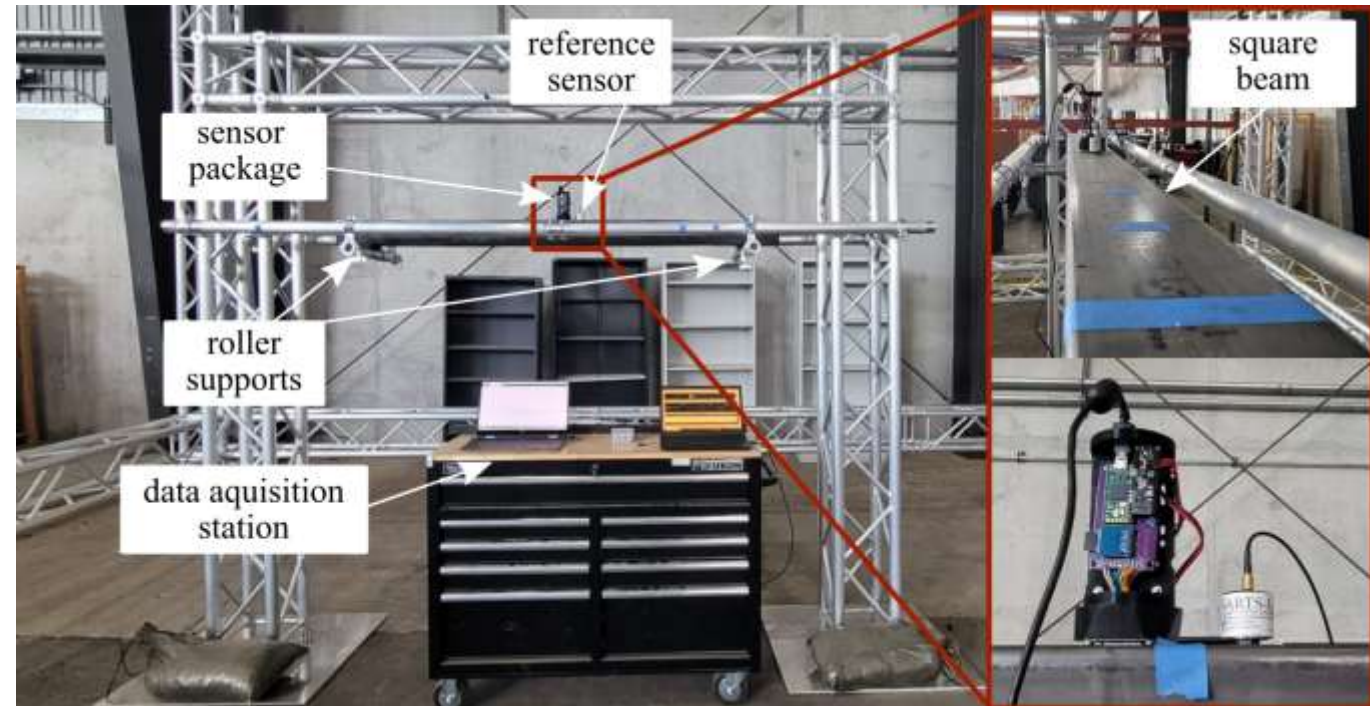 reference
sensor
sensor
package
roller
supports
data aquisition
station
square
beam